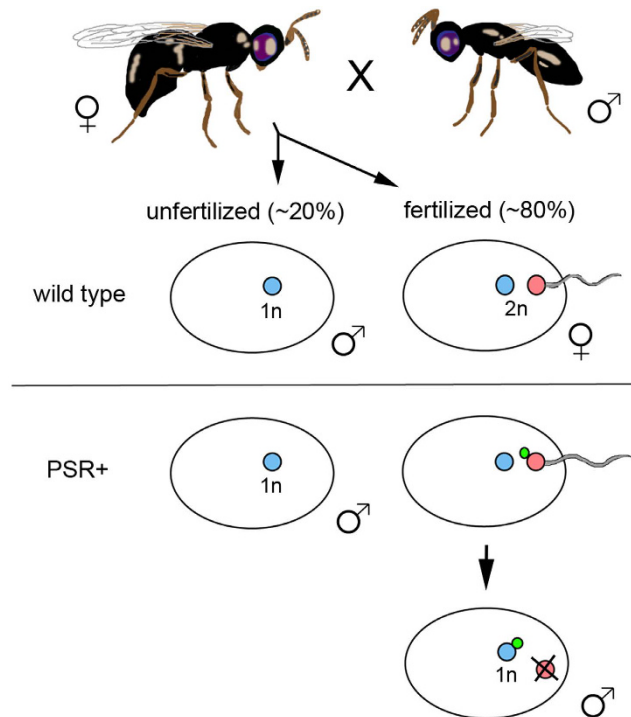 ♀ X ♂
unfertilized (~20%) fertilized (~80%)
wild type
1n ♂
2n ♀
PSR+
1n ♂
1n ♂